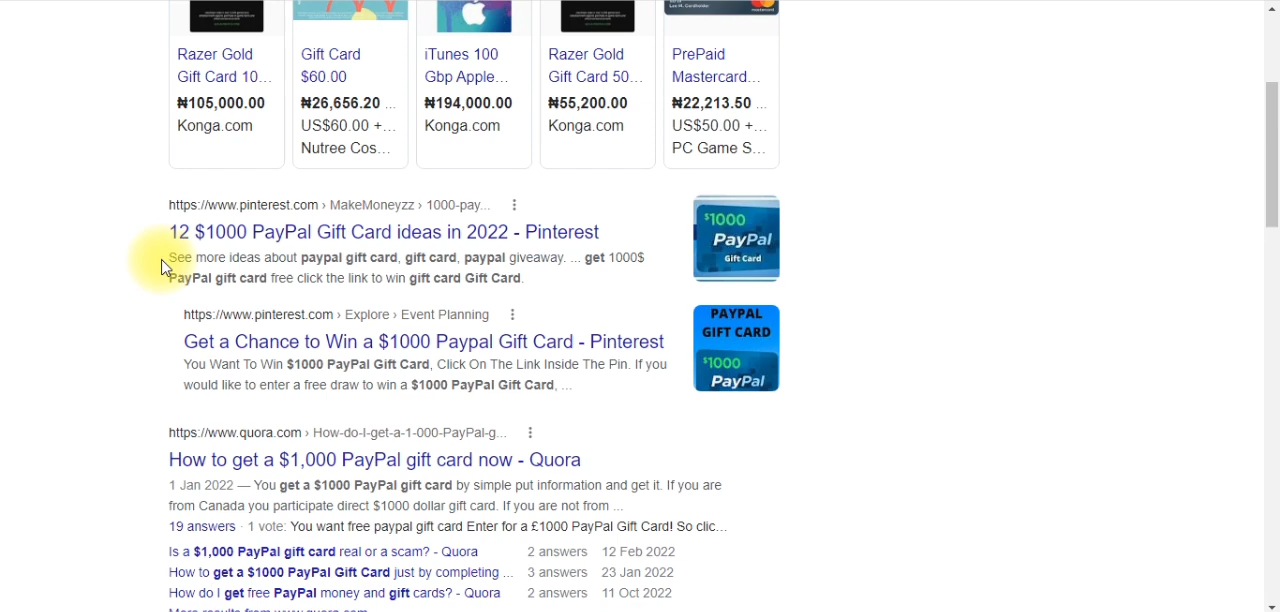 Razer Gold
Gift Card 10...
₦105,000.00
Konga.com
Gift Card
$60.00
₦26,656.20 ...
US$60.00 +...
Nutree Cos...
iTunes 100
Gbp Apple...
₦194,000.00
Konga.com
Razer Gold
Gift Card 50...
₦55,200.00
Konga.com
mastercard
PrePaid
Mastercard...
₦22,213.50 ...
US$50.00 +...
PC Game S...
https://www.pinterest.com › MakeMoneyzz › 1000-pay...
12 $1000 PayPal Gift Card ideas in 2022 - Pinterest
See more ideas about paypal gift card, gift card, paypal giveaway. ... get 1000$
PayPal gift card free click the link to win gift card Gift Card.
$1000
PayPal
Gift Card
https://www.pinterest.com › Explore › Event Planning
Get a Chance to Win a $1000 Paypal Gift Card - Pinterest
You Want To Win $1000 PayPal Gift Card, Click On The Link Inside The Pin. If you
would like to enter a free draw to win a $1000 PayPal Gift Card, ...
PAYPAL
GIFT CARD
$1000
PayPal
https://www.quora.com › How-do-I-get-a-1-000-PayPal-g...
How to get a $1,000 PayPal gift card now - Quora
1 Jan 2022 — You get a $1000 PayPal gift card by simple put information and get it. If you are
from Canada you participate direct $1000 dollar gift card. If you are not from ...
19 answers · 1 vote: You want free paypal gift card Enter for a £1000 PayPal Gift Card! So clic...
Is a $1,000 PayPal gift card real or a scam? - Quora 2 answers 12 Feb 2022
How to get a $1000 PayPal Gift Card just by completing ... 3 answers 23 Jan 2022
How do I get free PayPal money and gift cards? - Quora 2 answers 11 Oct 2022
More results from www.quora.com